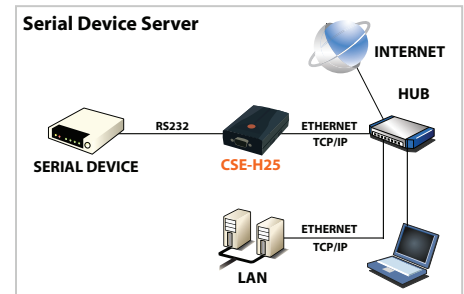 Serial Device Server
INTERNET
HUB
RS232
ETHERNET
TCP/IP
SERIAL DEVICE
CSE-H25
ETHERNET
TCP/IP
LAN